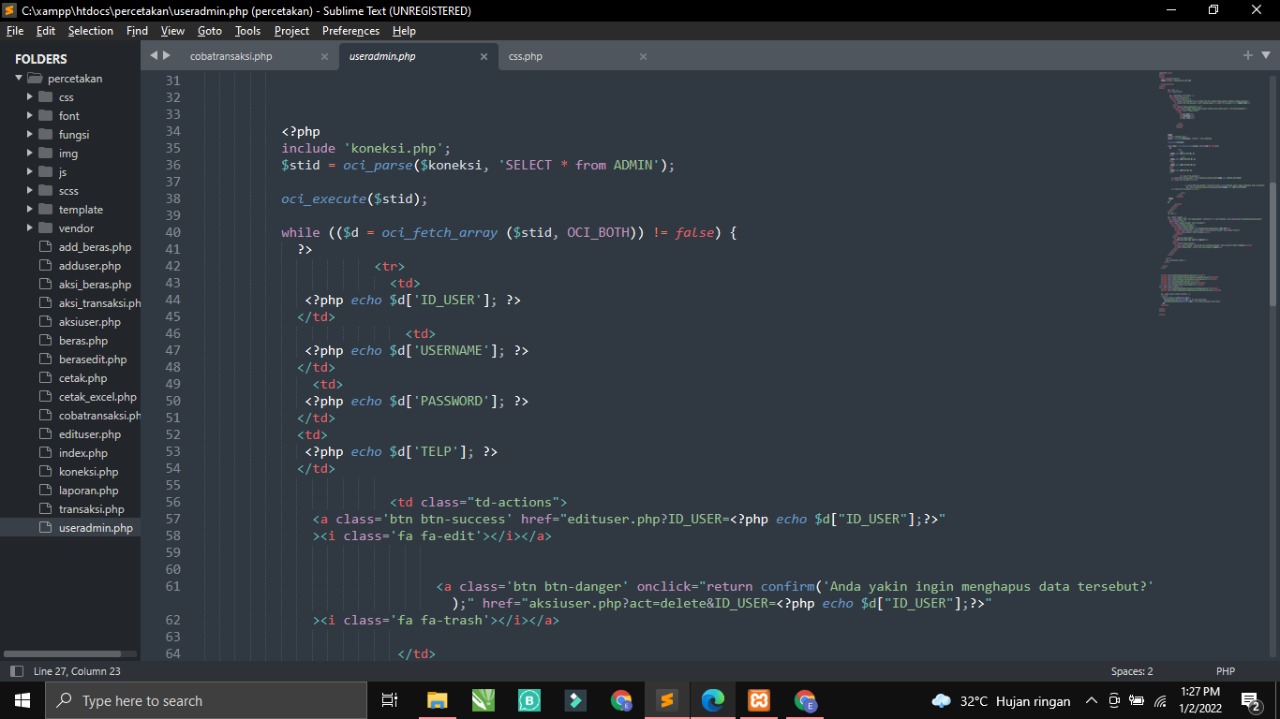 C:\xampp\htdocs\percetakan\useradmin.php (percetakan) - Sublime Text (UNREGISTERED)
File Edit Selection Find View Goto Tools Project Preferences Help
FOLDERS
percetakan
css
font
fungsi
img
js
scss
template
vendor
add_beras.php
adduser.php
aksi_beras.php
aksi_transaksi.ph
aksiuser.php
beras.php
berasedit.php
cetak.php
cetak_excel.php
cobatransaksi.ph
edituser.php
index.php
koneksi.php
laporan.php
transaksi.php
useradmin.php
cobatransaksi.php useradmin.php css.php
31
32
33
34 <?php
35 include 'koneksi.php';
36 $stid = oci_parse($koneksi, 'SELECT * from ADMIN');
37
38 oci_execute($stid);
39
40 while (($d = oci_fetch_array ($stid, OCI_BOTH)) != false) {
41 ?>
42 <tr>
43 <td>
44 <?php echo $d['ID_USER']; ?>
45 </td>
46 <td>
47 <?php echo $d['USERNAME']; ?>
48 </td>
49 <td>
50 <?php echo $d['PASSWORD']; ?>
51 </td>
52 <td>
53 <?php echo $d['TELP']; ?>
54 </td>
55
56 <td class="td-actions">
57 <a class='btn btn-success' href="edituser.php?ID_USER=<?php echo $d["ID_USER"];?>"
58 ><i class='fa fa-edit'></i></a>
59
60
61 <a class='btn btn-danger' onclick="return confirm('Anda yakin ingin menghapus data tersebut?'
);" href="aksiuser.php?act=delete&ID_USER=<?php echo $d["ID_USER"];?>"
62 ><i class='fa fa-trash'></i></a>
63
64 </td>
Line 27, Column 23 Spaces: 2 PHP
Type here to search
32°C Hujan ringan
1:27 PM
1/2/2022
2